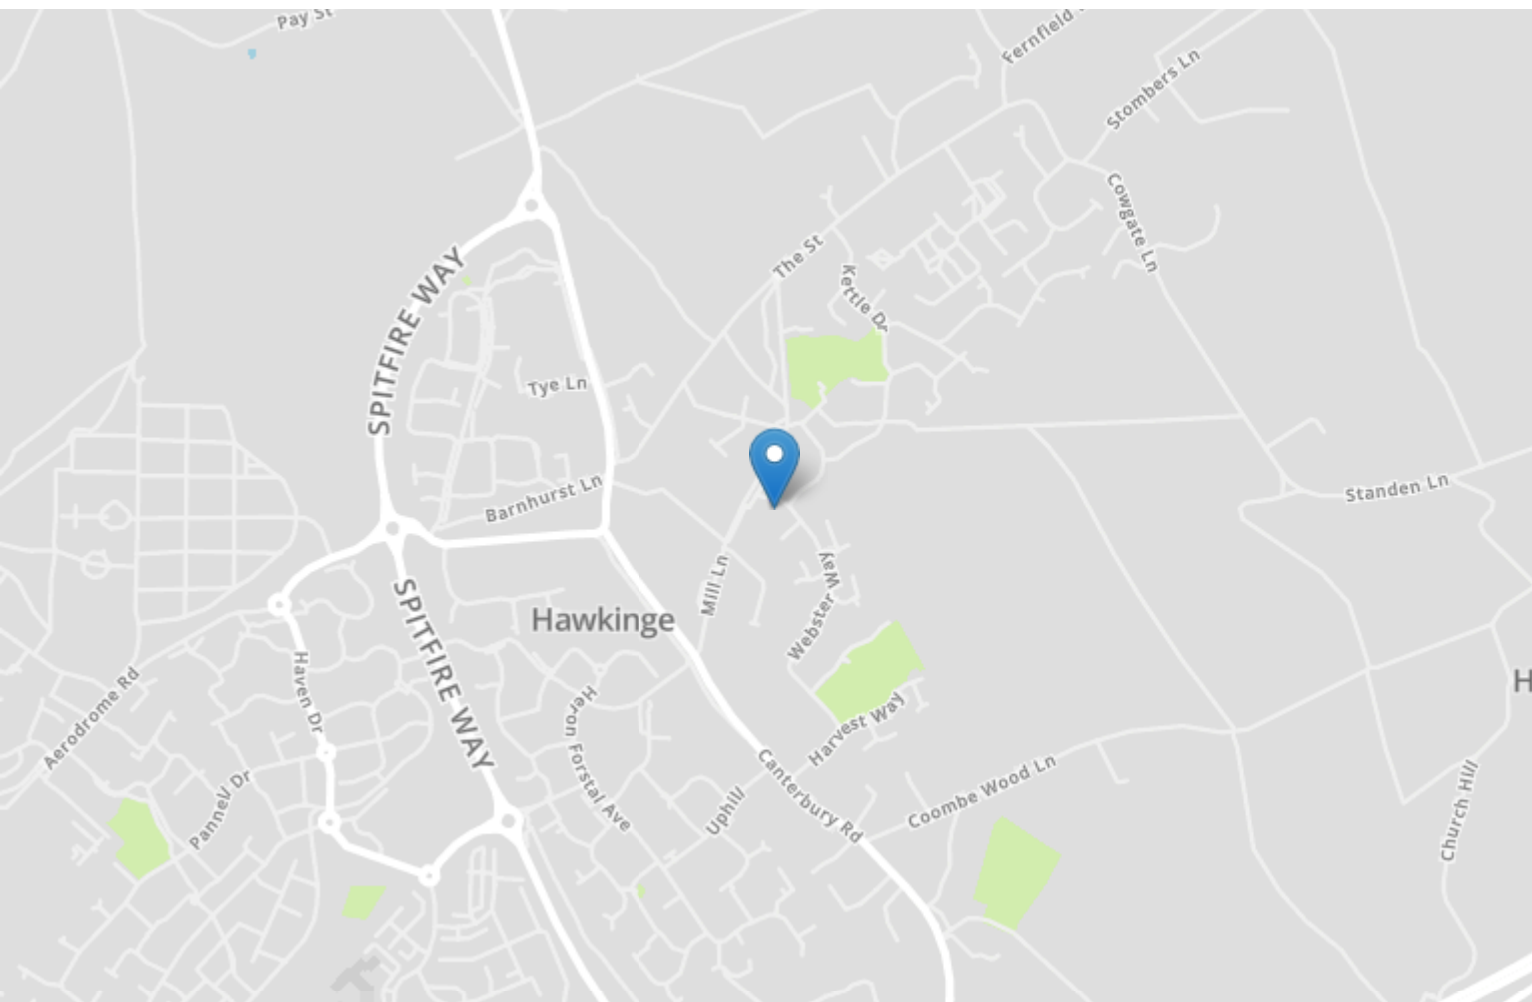 Pay St
Fernfield
Stombers Ln
Cowgate Ln
The St
Kettle Dr
SPITFIRE WAY
Tye Ln
Barnhurst Ln
Standen Ln
Mill Ln
Webster Way
Hawkinge
SPITFIRE WAY
Haven Dr
Aerodrome Rd
Heron Forstal Ave
Harvest Way
Pannell Dr
Uphill
Canterbury Rd
Coombe Wood Ln
Church Hill
H